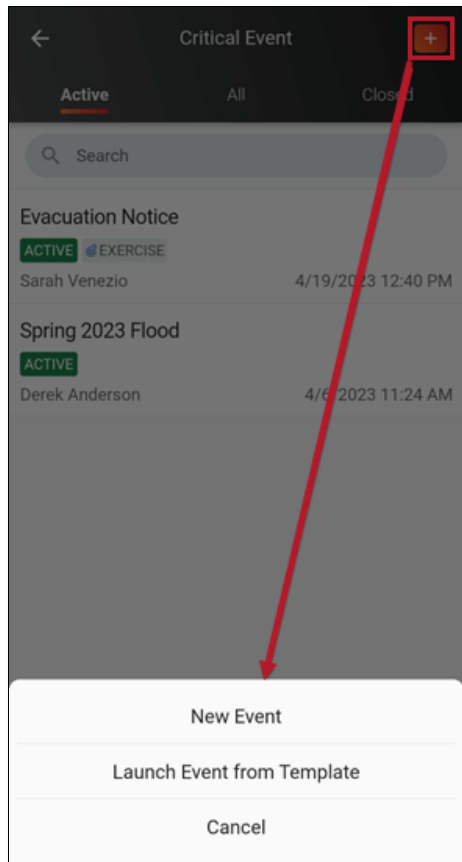 Critical Event
Active All Closed
Search
Evacuation Notice
ACTIVE EXERCISE
Sarah Venezio 4/19/2023 12:40 PM
Spring 2023 Flood
ACTIVE
Derek Anderson 4/6/2023 11:24 AM
New Event
Launch Event from Template
Cancel